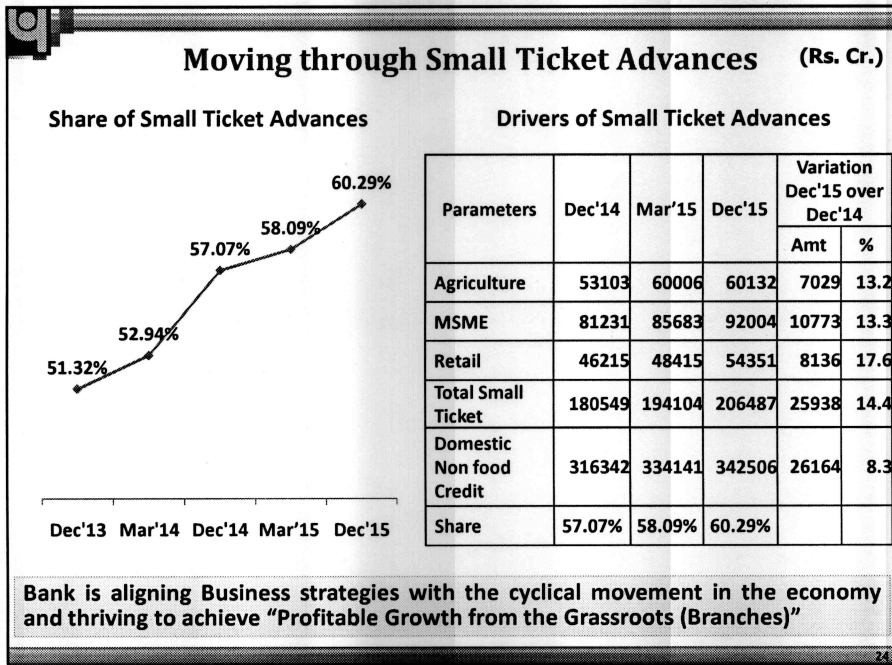 Moving through Small Ticket Advances (Rs. Cr.)
Share of Small Ticket Advances
60.29%
58.09%
57.07%
52.94%
51.32%
Dec'13 Mar'14 Dec'14 Mar'15 Dec'15
Drivers of Small Ticket Advances
Parameters Dec'14 Mar'15 Dec'15 Variation
Dec'15 over
Dec'14
Amt %
Agriculture 53103 60006 60132 7029 13.2
MSME 81231 85683 92004 10773 13.3
Retail 46215 48415 54351 8136 17.6
Total Small
Ticket 180549 194104 206487 25938 14.4
Domestic
Non food
Credit 316342 334141 342506 26164 8.3
Share 57.07% 58.09% 60.29%
Bank is aligning Business strategies with the cyclical movement in the economy
and thriving to achieve “Profitable Growth from the Grassroots (Branches)”
24